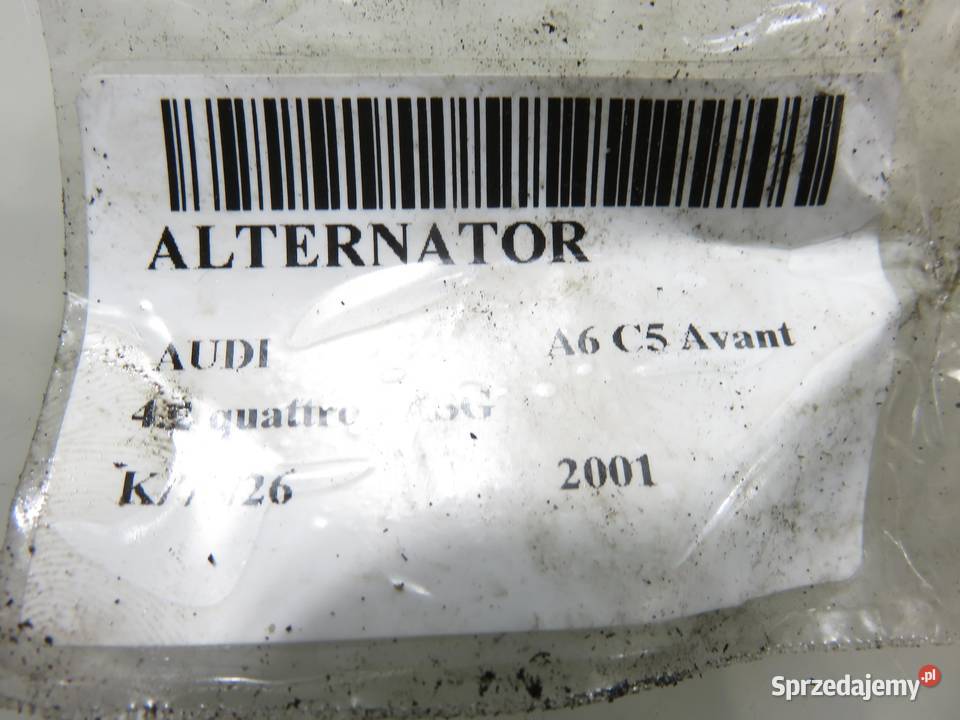 ALTERNATOR
AUDI A6 C5 Avant
quattro
2001
Sprzedajemy.pl